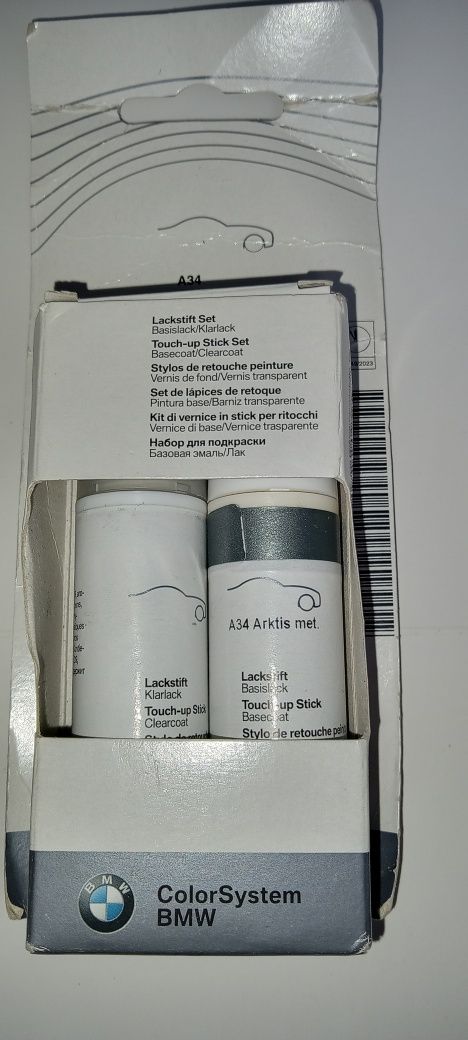 A34
Lackstift Set
Basislack/Klarlack
Touch-up Stick Set
Basecoat/Clearcoat
Stylos de retouche peinture
Vernis de fond/Vernis transparent
Set de lápices de retoque
Pintura base/Barniz transparente
Kit di vernice in stick per ritocchi
Vernice di base/Vernice trasparente
Набор для подкраски
Базовая эмаль/Лак
Lackstift
Klarlack
Touch-up Stick
Clearcoat
A34 Arktis met.
Lackstift
Basislack
Touch-up Stick
Basecoat
Stylo de retouche
BMW
ColorSystem
BMW